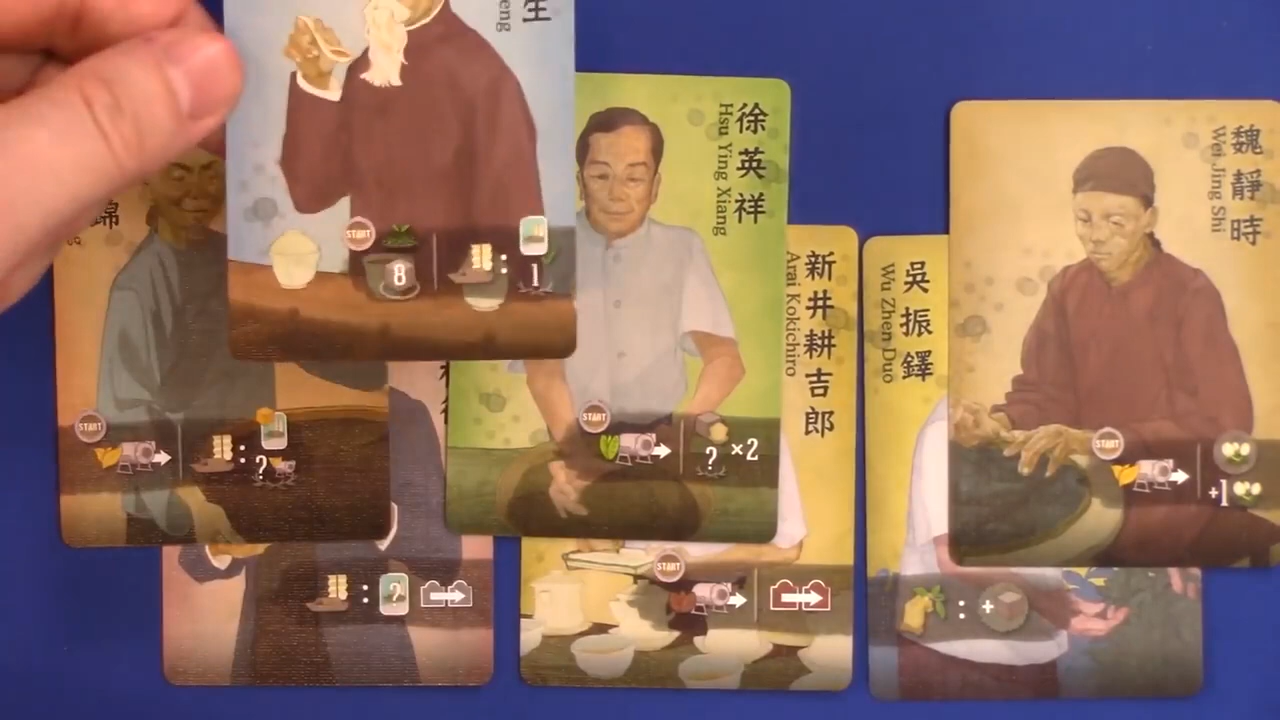 生
eng
START
8
1
錦
START
?
徐英祥
Hsu Ying Xiang
START
?
×2
新井耕吉郎
Arai Kokichiro
START
?
吳振鐸
Wu Zhen Duo
+
魏靜時
Wei Jing Shi
START
+1